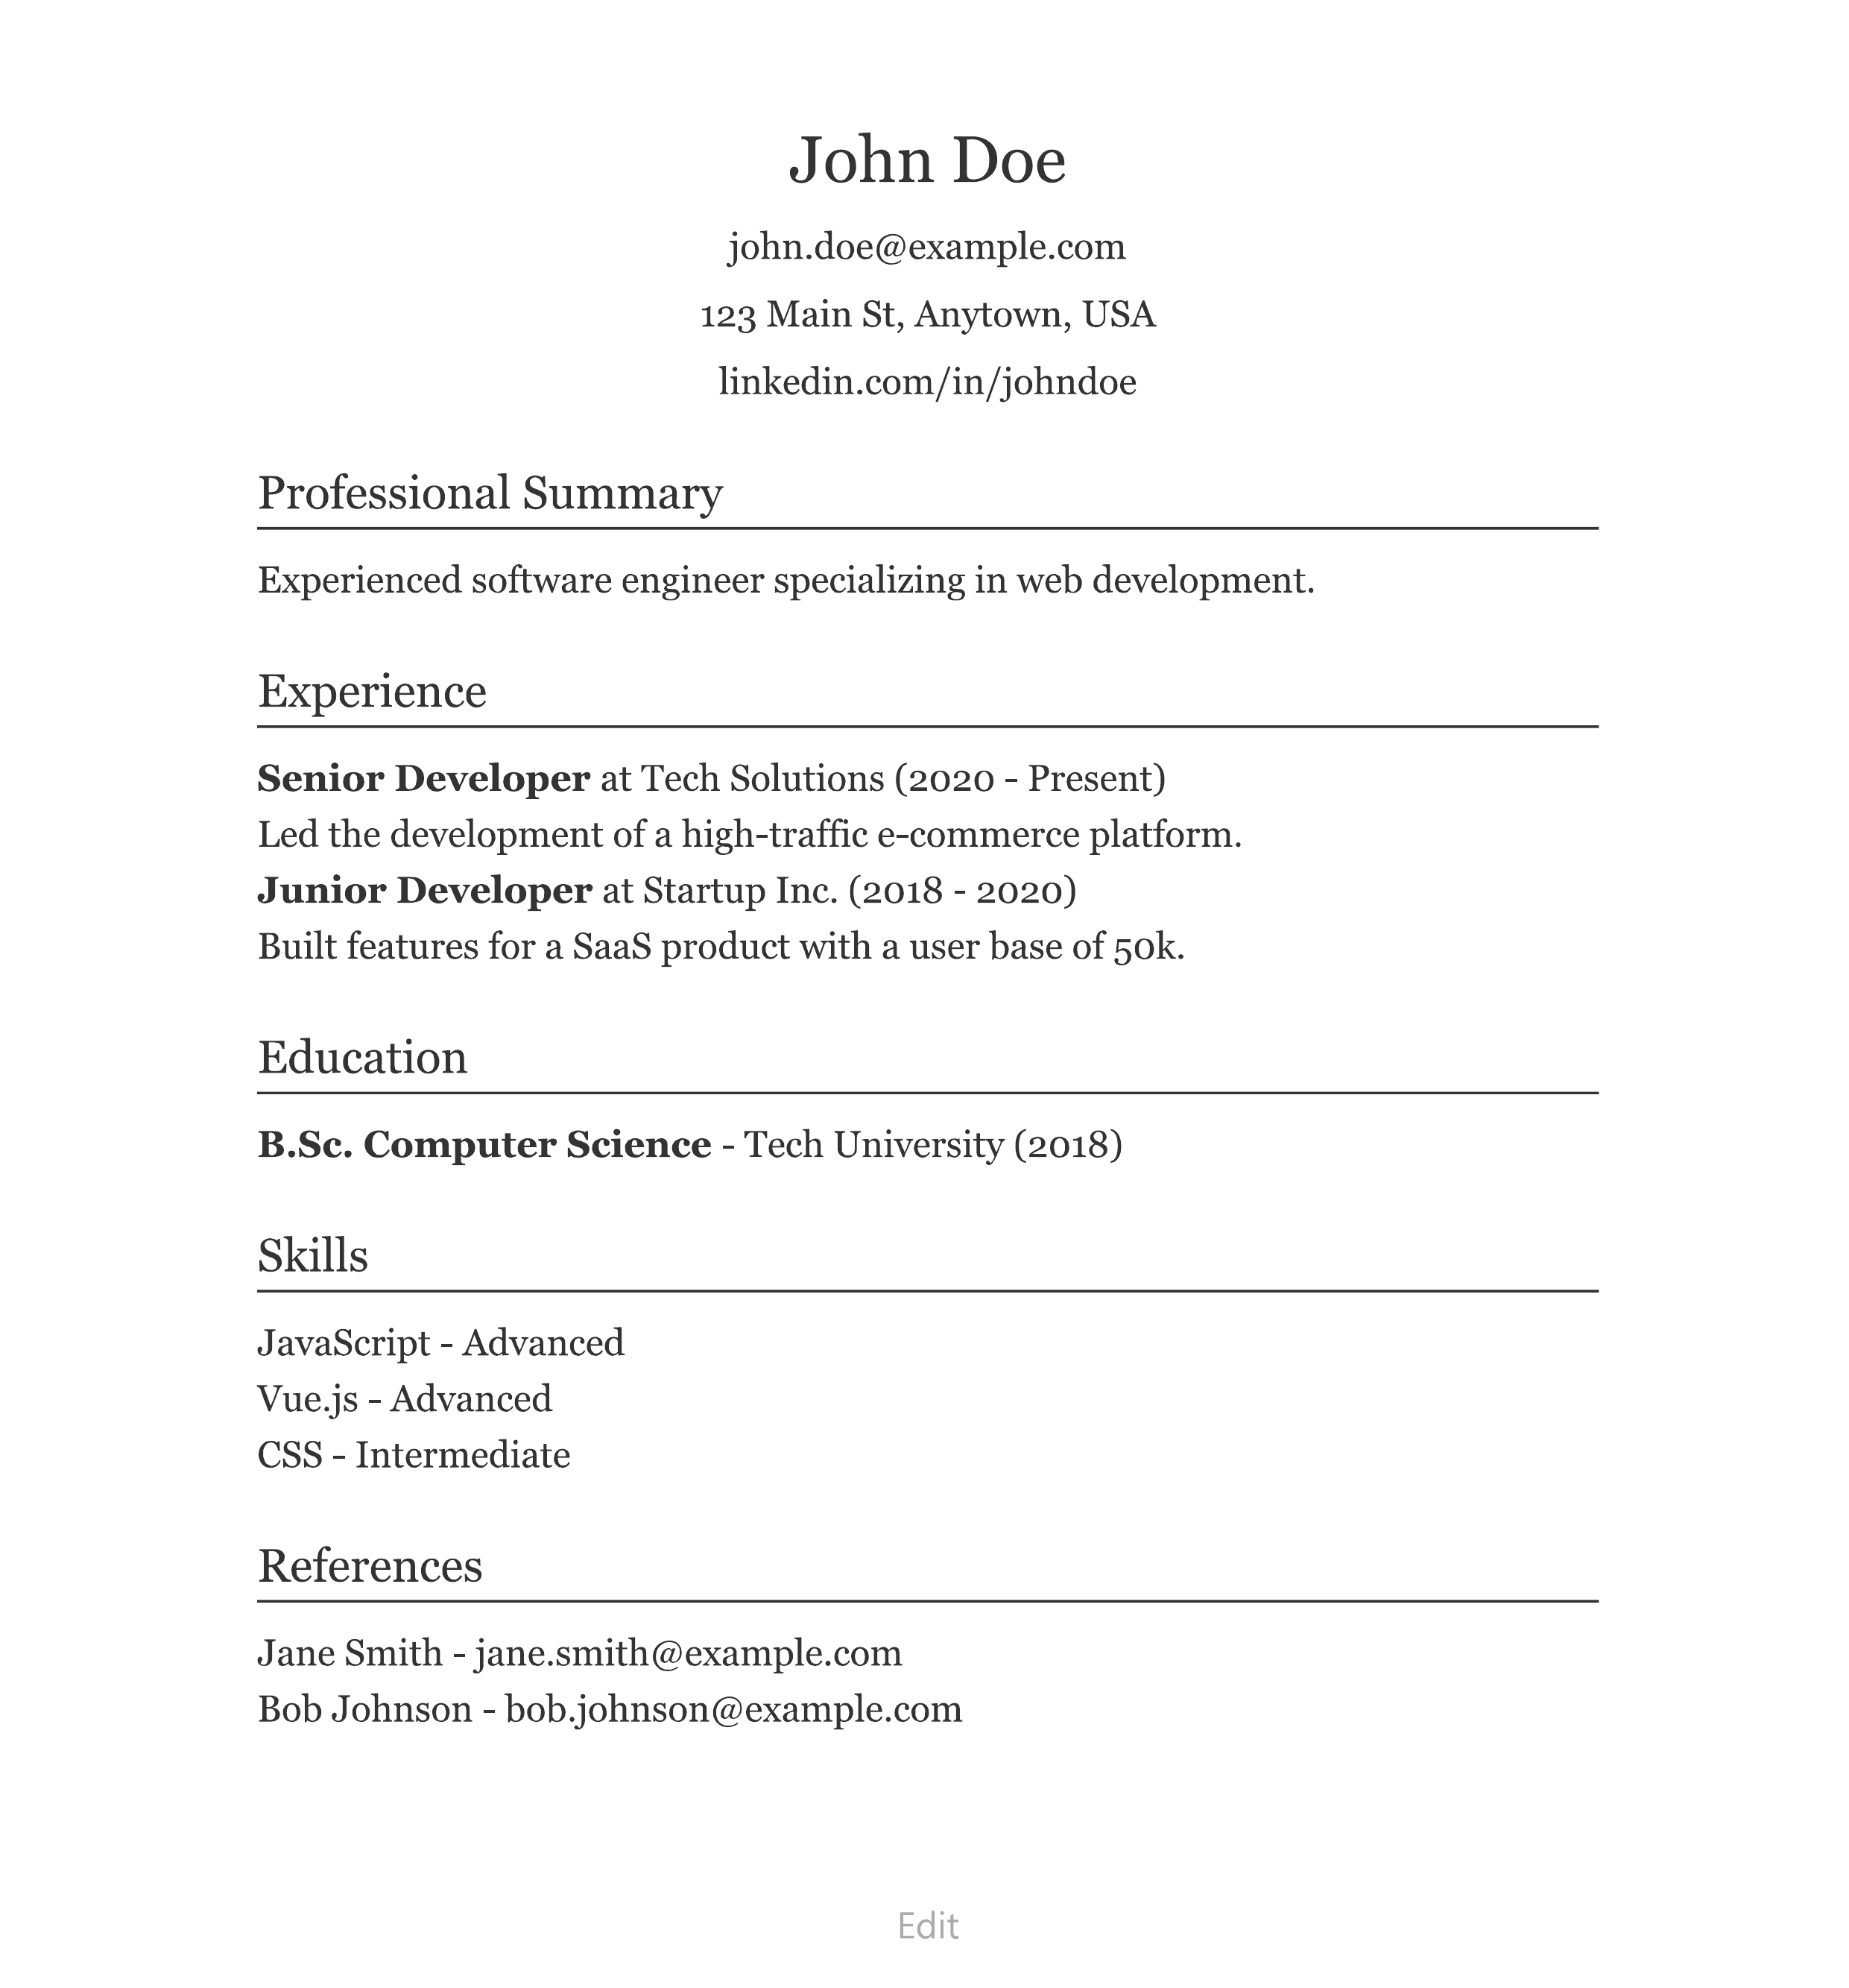 John Doe
john.doe@example.com
123 Main St, Anytown, USA
linkedin.com/in/johndoe
Professional Summary
Experienced software engineer specializing in web development.
Experience
Senior Developer at Tech Solutions (2020 - Present)
Led the development of a high-traffic e-commerce platform.
Junior Developer at Startup Inc. (2018 - 2020)
Built features for a SaaS product with a user base of 50k.
Education
B.Sc. Computer Science - Tech University (2018)
Skills
JavaScript - Advanced
Vue.js - Advanced
CSS - Intermediate
References
Jane Smith - jane.smith@example.com
Bob Johnson - bob.johnson@example.com
Edit